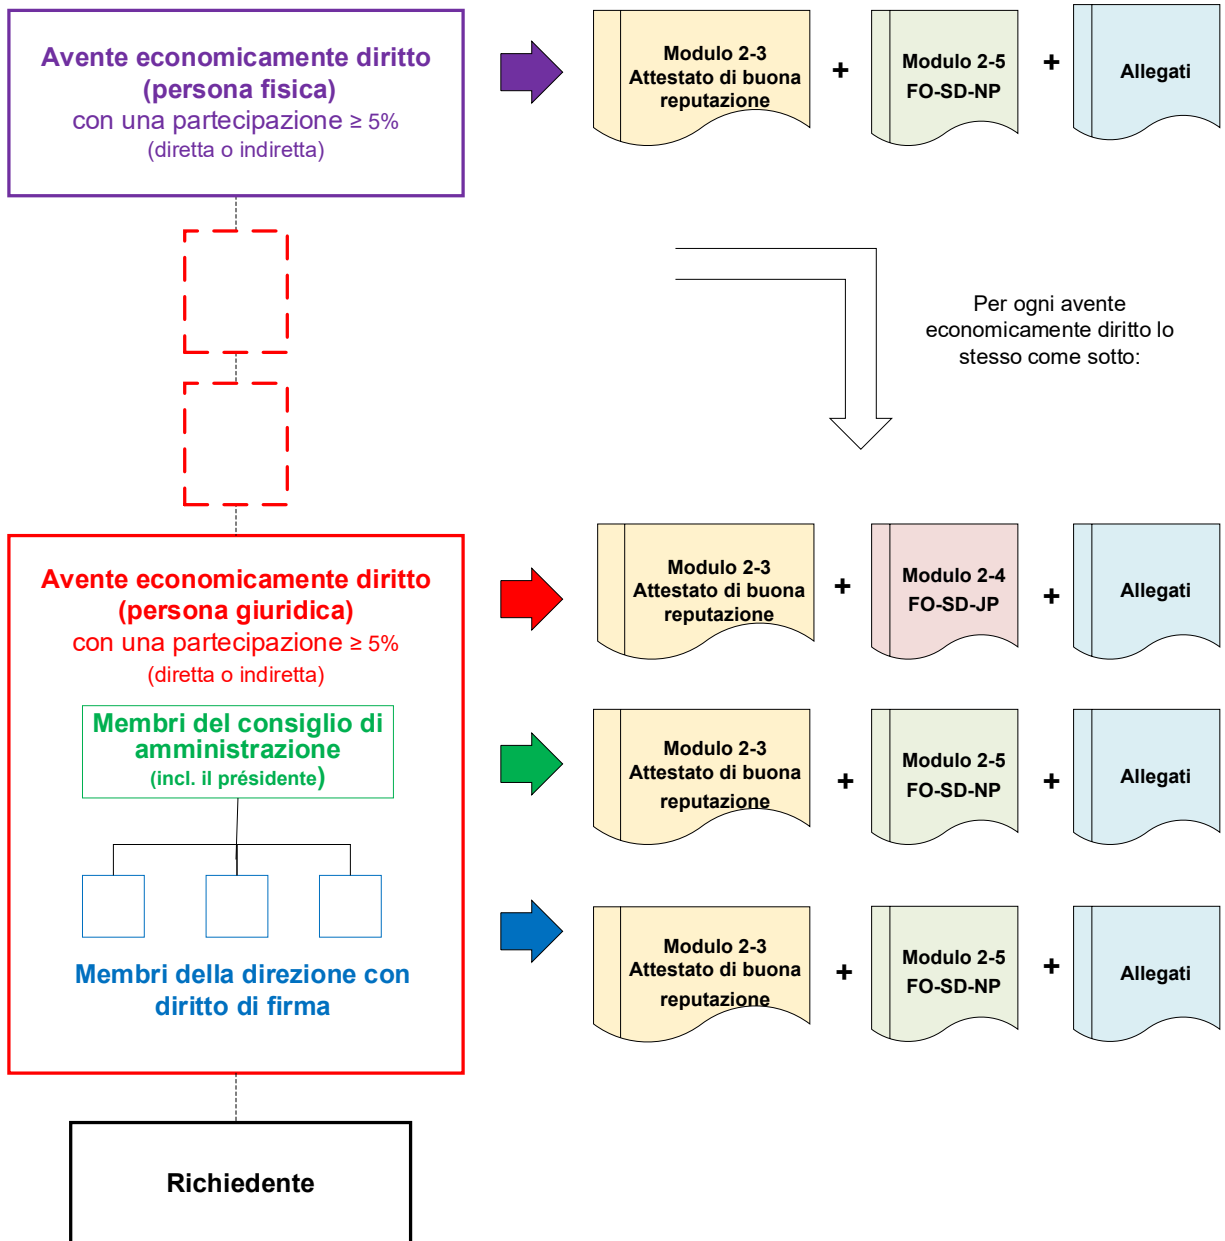 Avente economicamente diritto
(persona fisica)
con una partecipazione ≥ 5%
(diretta o indiretta)
Modulo 2-3
Attestato di buona
reputazione
+
Modulo 2-5
FO-SD-NP
+
Allegati
Per ogni avente
economicamente diritto lo
stesso come sotto:
Avente economicamente diritto
(persona giuridica)
con una partecipazione ≥ 5%
(diretta o indiretta)
Modulo 2-3
Attestato di buona
reputazione
+
Modulo 2-4
FO-SD-JP
+
Allegati
Membri del consiglio di
amministrazione
(incl. il présidente)
Modulo 2-3
Attestato di buona
reputazione
+
Modulo 2-5
FO-SD-NP
+
Allegati
Membri della direzione con
diritto di firma
Modulo 2-3
Attestato di buona
reputazione
+
Modulo 2-5
FO-SD-NP
+
Allegati
Richiedente